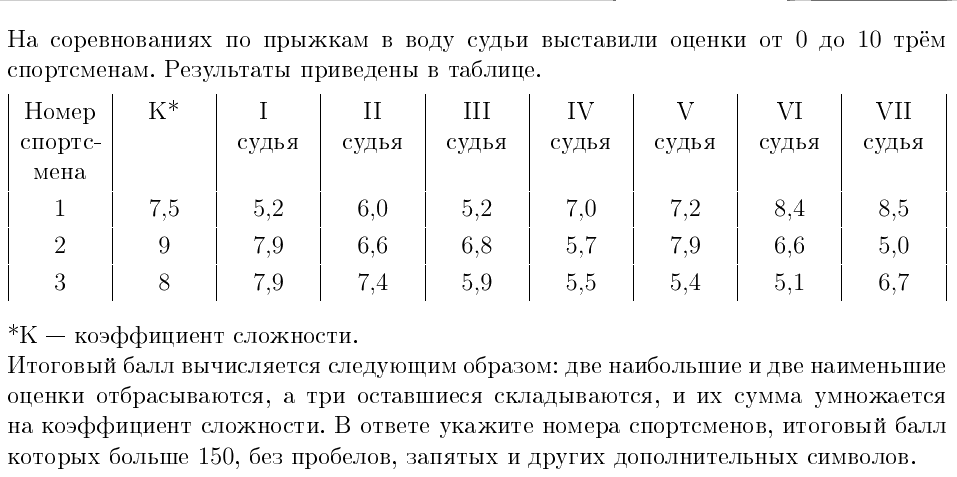 На соревнованиях по прыжкам в воду судьи выставили оценки от 0 до 10 трём
спортсменам. Результаты приведены в таблице.
Номер спортс- мена K* I судья II судья III судья IV судья V судья VI судья VII судья
1 7,5 5,2 6,0 5,2 7,0 7,2 8,4 8,5
2 9 7,9 6,6 6,8 5,7 7,9 6,6 5,0
3 8 7,9 7,4 5,9 5,5 5,4 5,1 6,7
*К — коэффициент сложности.
Итоговый балл вычисляется следующим образом: две наибольшие и две наименьшие
оценки отбрасываются, а три оставшиеся складываются, и их сумма умножается
на коэффициент сложности. В ответе укажите номера спортсменов, итоговый балл
которых больше 150, без пробелов, запятых и других дополнительных символов.